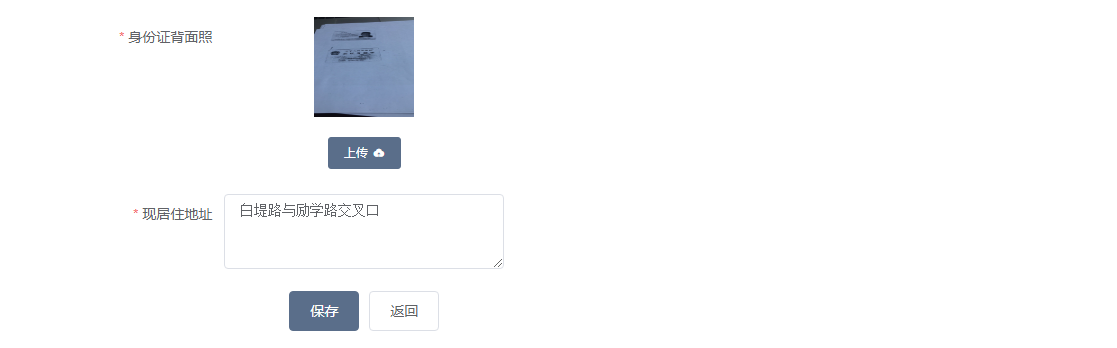 * 身份证背面照
上传
* 现居住地址
白堤路与励学路交叉口
保存
返回